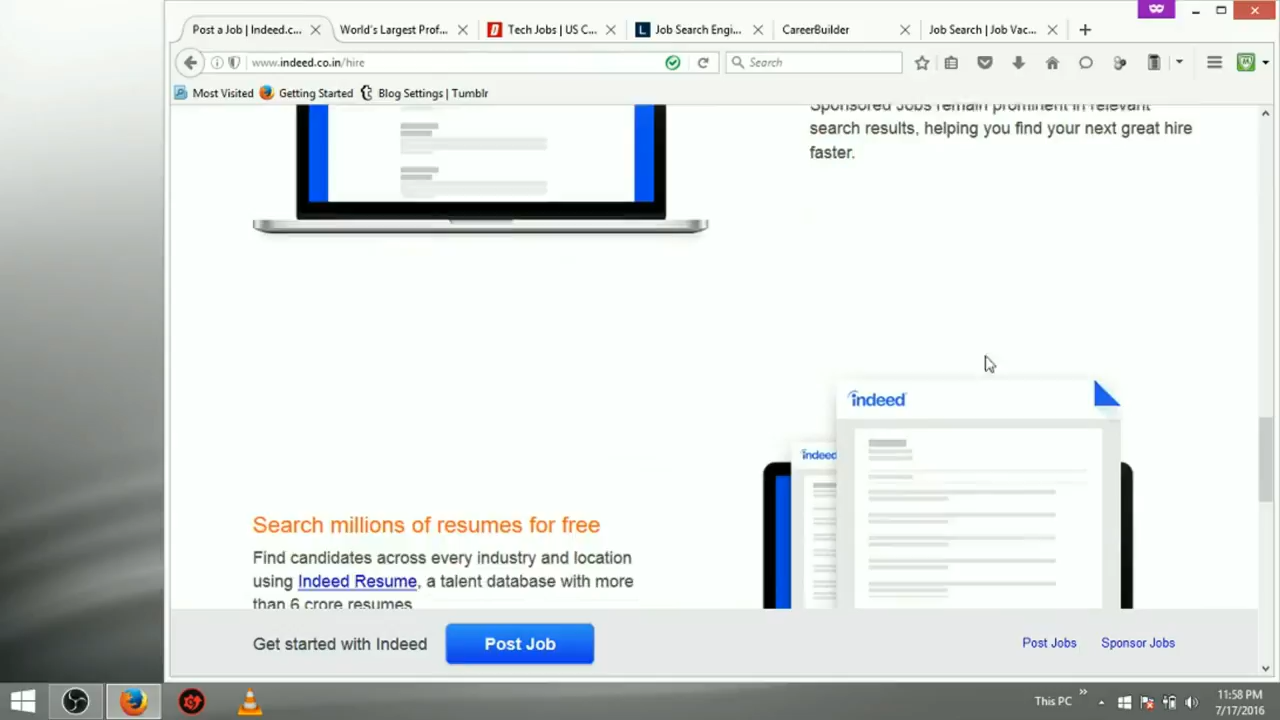 Post a Job | Indeed.c...
World's Largest Prof...
Tech Jobs | US C...
Job Search Engi...
CareerBuilder
Job Search | Job Vac...
www.indeed.co.in/hire
Search
Most Visited
Getting Started
Blog Settings | Tumblr
Sponsored Jobs remain prominent in relevant
search results, helping you find your next great hire
faster.
indeed
indeed
Search millions of resumes for free
Find candidates across every industry and location
using Indeed Resume, a talent database with more
than 6 crore resumes
Get started with Indeed
Post Job
Post Jobs
Sponsor Jobs
This PC
11:58 PM
7/17/2016